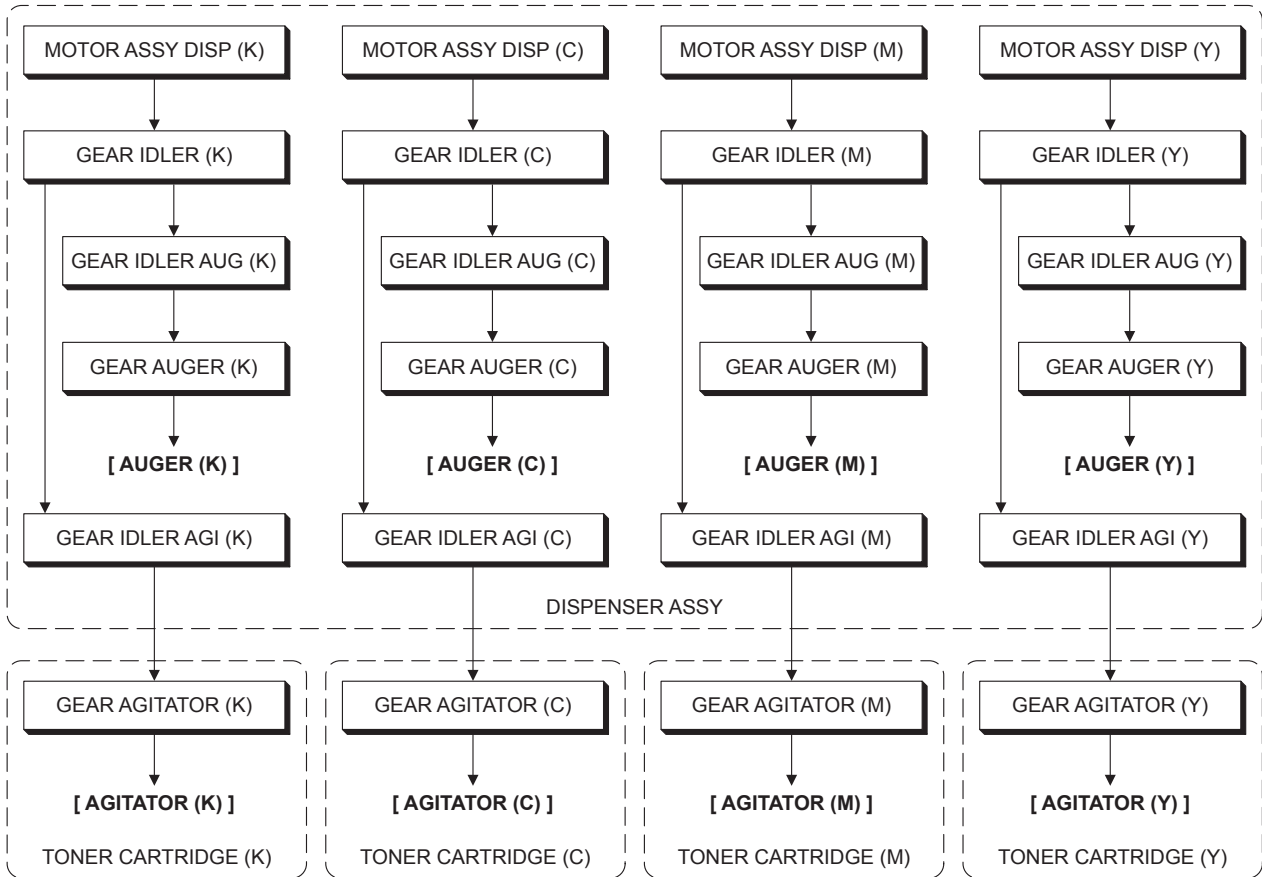 MOTOR ASSY DISP (K)
MOTOR ASSY DISP (C)
MOTOR ASSY DISP (M)
MOTOR ASSY DISP (Y)
GEAR IDLER (K)
GEAR IDLER (C)
GEAR IDLER (M)
GEAR IDLER (Y)
GEAR IDLER AUG (K)
GEAR IDLER AUG (C)
GEAR IDLER AUG (M)
GEAR IDLER AUG (Y)
GEAR AUGER (K)
GEAR AUGER (C)
GEAR AUGER (M)
GEAR AUGER (Y)
[ AUGER (K) ]
[ AUGER (C) ]
[ AUGER (M) ]
[ AUGER (Y) ]
GEAR IDLER AGI (K)
GEAR IDLER AGI (C)
GEAR IDLER AGI (M)
GEAR IDLER AGI (Y)
DISPENSER ASSY
GEAR AGITATOR (K)
GEAR AGITATOR (C)
GEAR AGITATOR (M)
GEAR AGITATOR (Y)
[ AGITATOR (K) ]
[ AGITATOR (C) ]
[ AGITATOR (M) ]
[ AGITATOR (Y) ]
TONER CARTRIDGE (K)
TONER CARTRIDGE (C)
TONER CARTRIDGE (M)
TONER CARTRIDGE (Y)